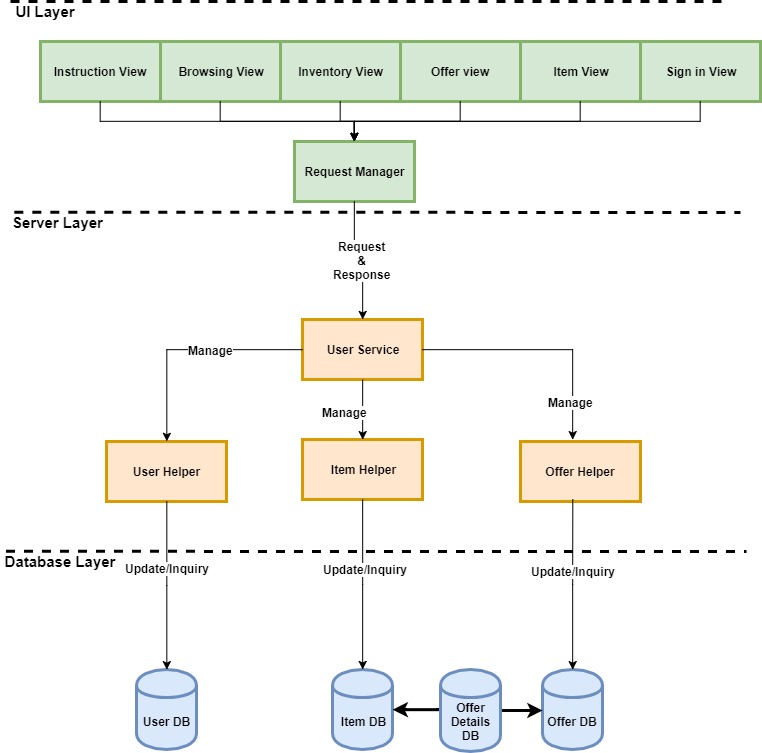 UI Layer
Instruction View
Browsing View
Inventory View
Offer view
Item View
Sign in View
Request Manager
Server Layer
Request
&
Response
User Service
Manage
Manage
Manage
User Helper
Item Helper
Offer Helper
Database Layer
Update/Inquiry
Update/Inquiry
Update/Inquiry
User DB
Item DB
Offer
Details
DB
Offer DB